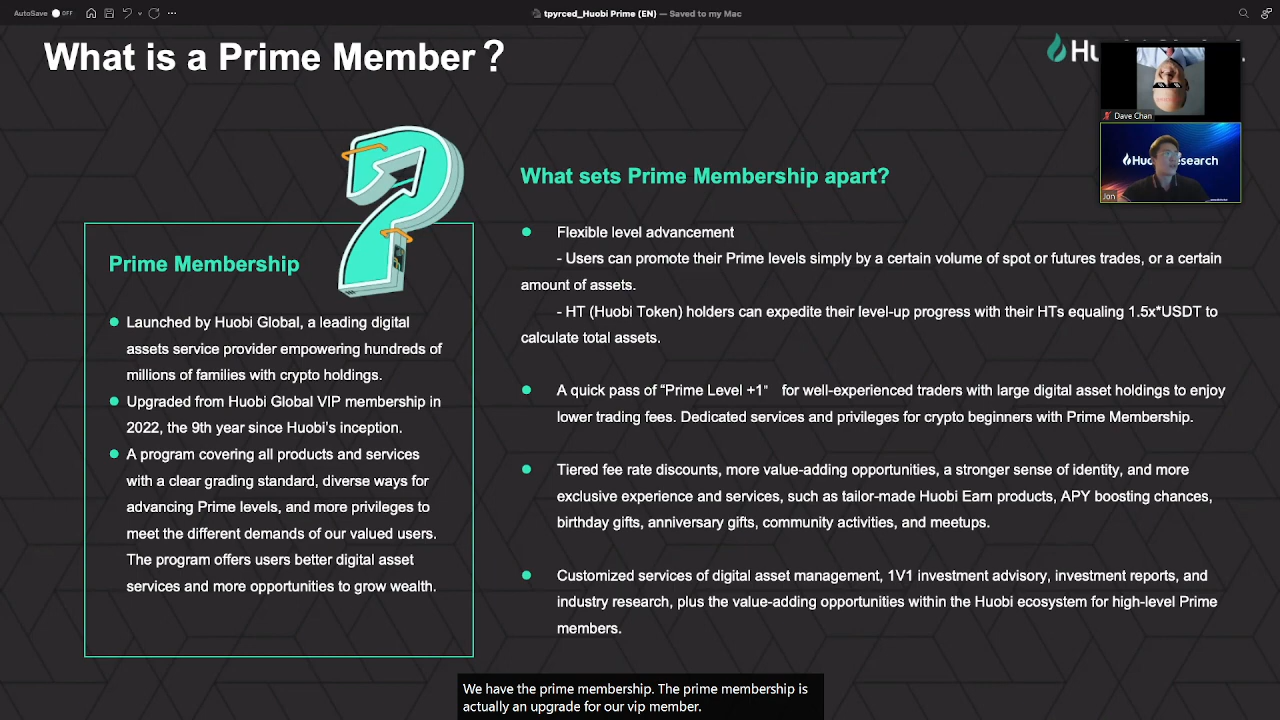 AutoSave OFF
tpyrced_Huobi Prime (EN) — Saved to my Mac
What is a Prime Member？
Dave Chan
Huobi Research
Jon
Prime Membership
Launched by Huobi Global, a leading digital
assets service provider empowering hundreds of
millions of families with crypto holdings.
Upgraded from Huobi Global VIP membership in
2022, the 9th year since Huobi's inception.
A program covering all products and services
with a clear grading standard, diverse ways for
advancing Prime levels, and more privileges to
meet the different demands of our valued users.
The program offers users better digital asset
services and more opportunities to grow wealth.
What sets Prime Membership apart?
Flexible level advancement
- Users can promote their Prime levels simply by a certain volume of spot or futures trades, or a certain
amount of assets.
- HT (Huobi Token) holders can expedite their level-up progress with their HTs equaling 1.5x*USDT to
calculate total assets.
A quick pass of “Prime Level +1” for well-experienced traders with large digital asset holdings to enjoy
lower trading fees. Dedicated services and privileges for crypto beginners with Prime Membership.
Tiered fee rate discounts, more value-adding opportunities, a stronger sense of identity, and more
exclusive experience and services, such as tailor-made Huobi Earn products, APY boosting chances,
birthday gifts, anniversary gifts, community activities, and meetups.
Customized services of digital asset management, 1V1 investment advisory, investment reports, and
industry research, plus the value-adding opportunities within the Huobi ecosystem for high-level Prime
members.
We have the prime membership. The prime membership is
actually an upgrade for our vip member.